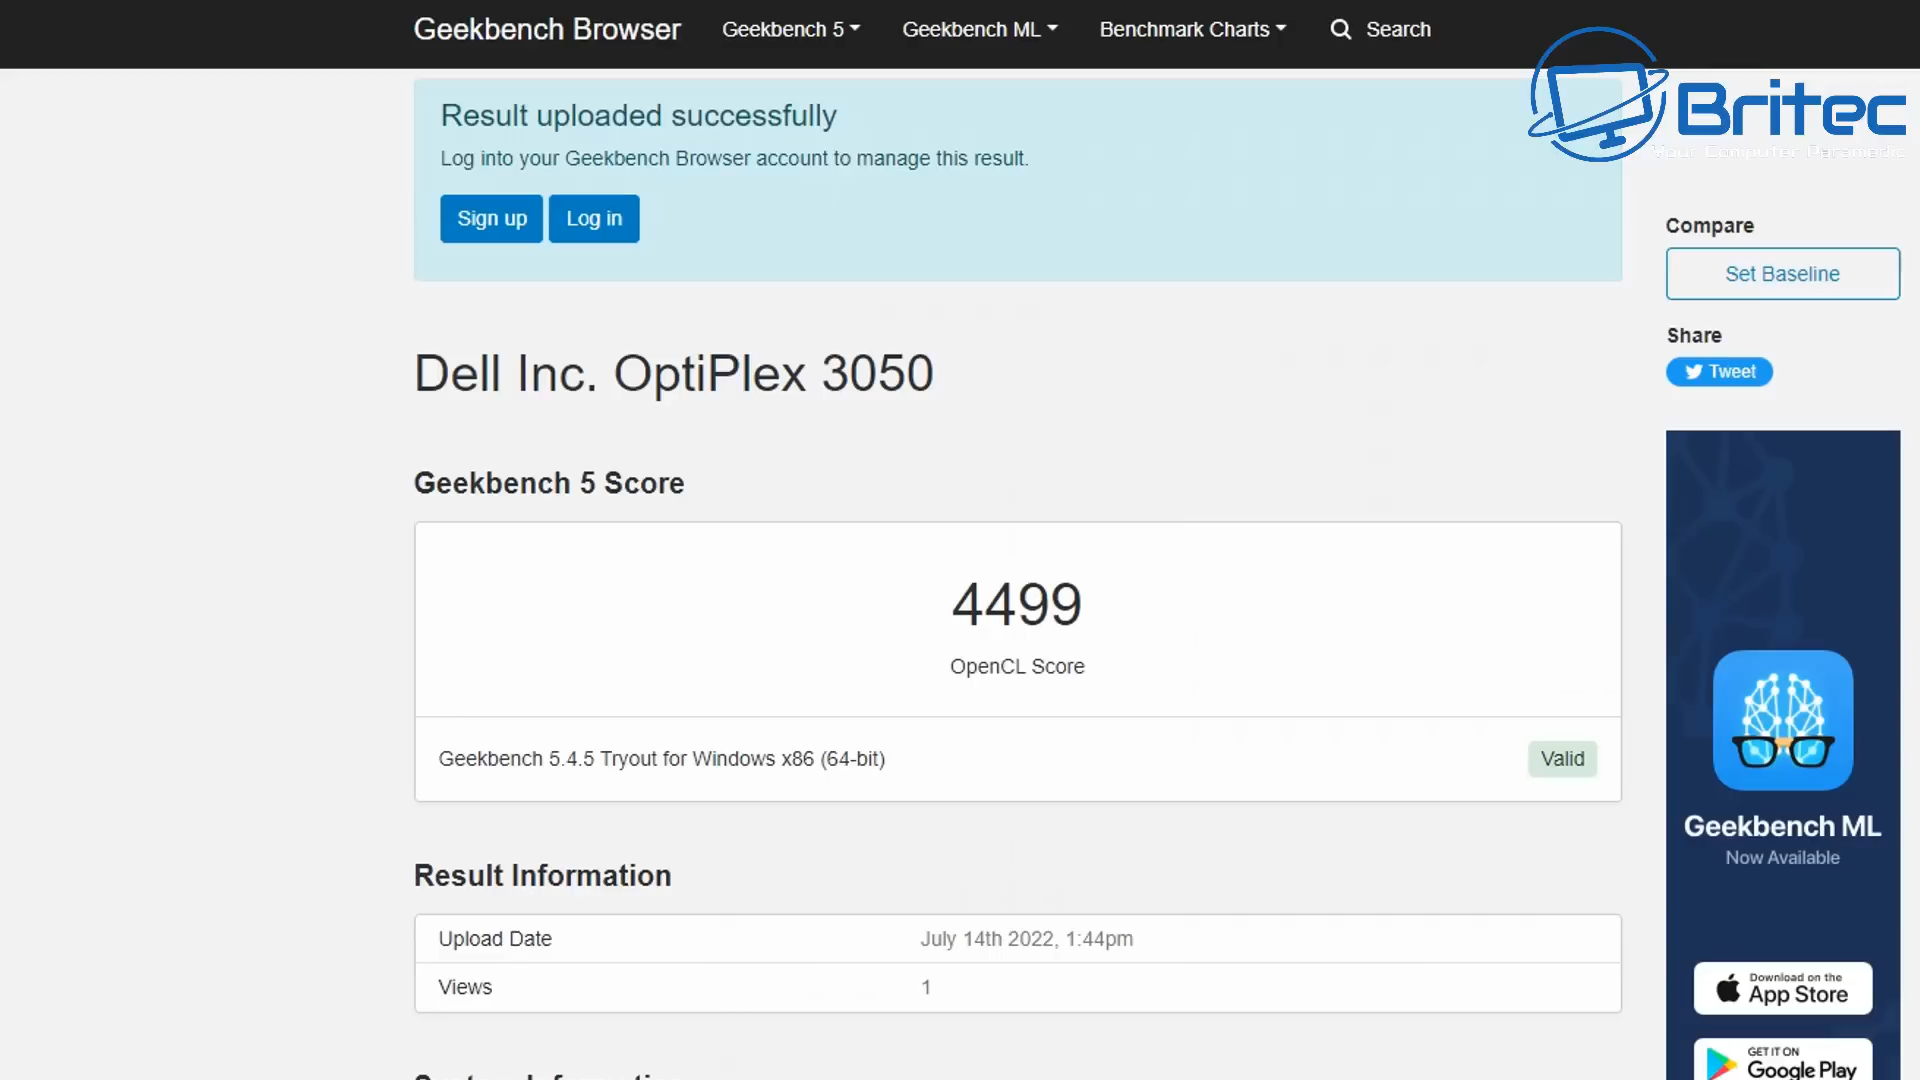 Geekbench Browser
Geekbench 5
Geekbench ML
Benchmark Charts
Search
Britec
Your Computer Paramedic
Result uploaded successfully
Log into your Geekbench Browser account to manage this result.
Sign up
Log in
Compare
Set Baseline
Share
Tweet
Dell Inc. OptiPlex 3050
Geekbench 5 Score
4499
OpenCL Score
Geekbench 5.4.5 Tryout for Windows x86 (64-bit)
Valid
Geekbench ML
Now Available
Result Information
Upload Date
July 14th 2022, 1:44pm
Views
1
Download on the
App Store
GET IT ON
Google Play